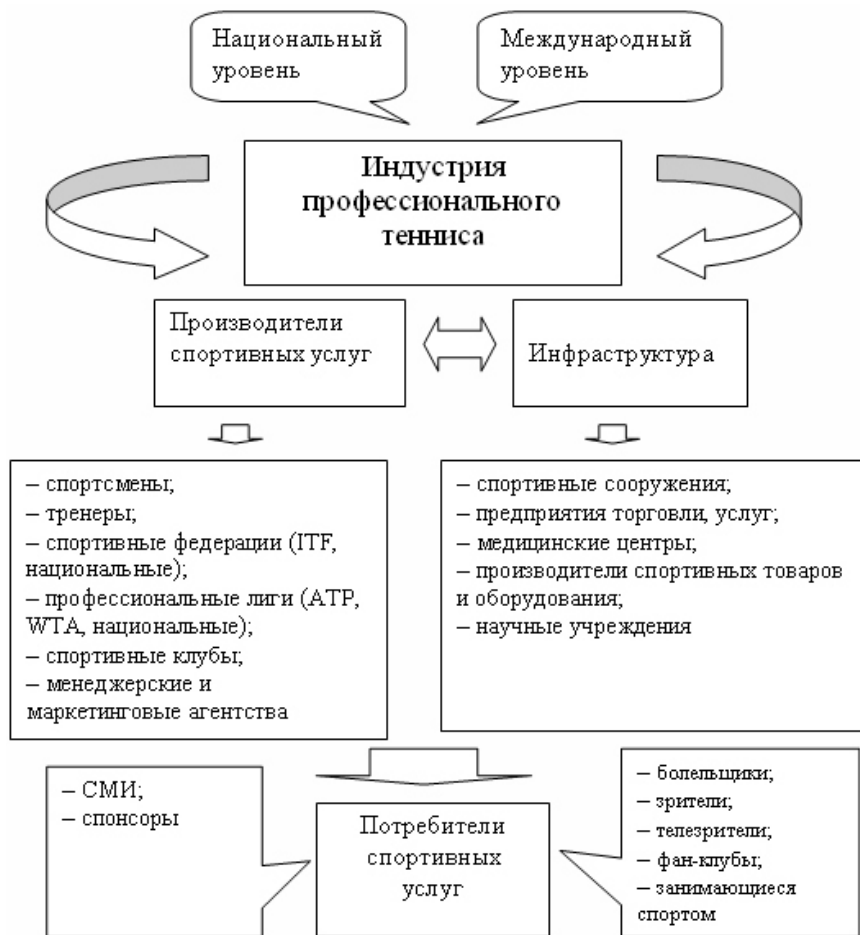 Национальный
уровень
Международный
уровень
Индустрия
профессионального
тенниса
Производители
спортивных услуг
Инфраструктура
– спортсмены;
– тренеры;
– спортивные федерации (ITF,
национальные);
– профессиональные лиги (ATP,
WTA, национальные);
– спортивные клубы;
– менеджерские и
маркетинговые агентства
– спортивные сооружения;
– предприятия торговли, услуг;
– медицинские центры;
– производители спортивных товаров
и оборудования;
– научные учреждения
– СМИ;
– спонсоры
Потребители
спортивных
услуг
– болельщики;
– зрители;
– телезрители;
– фан-клубы;
– занимающиеся
спортом